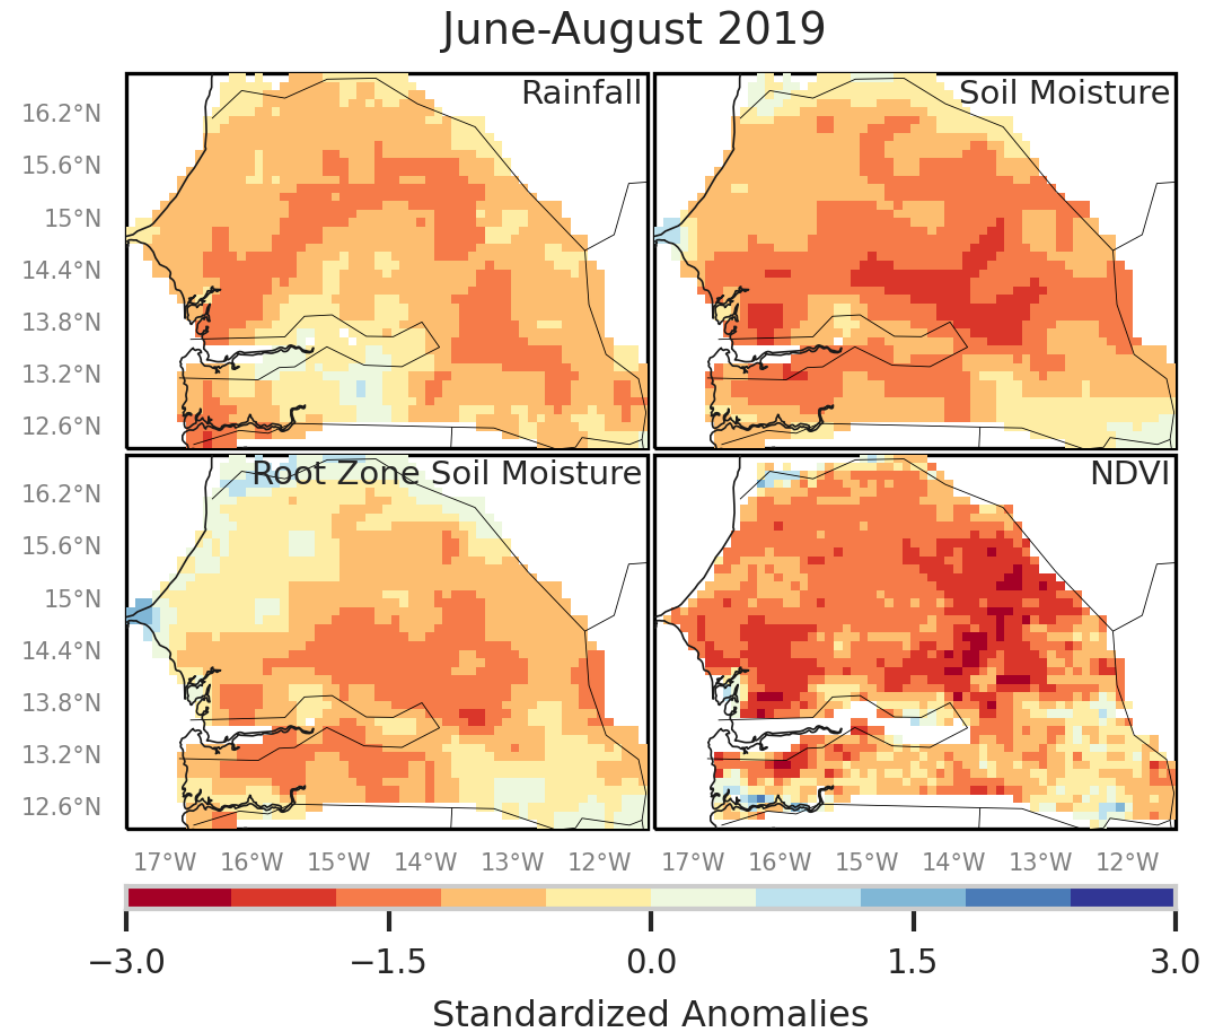 June-August 2019
Rainfall
Soil Moisture
16.2°N
15.6°N
15°N
14.4°N
13.8°N
13.2°N
12.6°N
Root Zone Soil Moisture
NDVI
16.2°N
15.6°N
15°N
14.4°N
13.8°N
13.2°N
12.6°N
17°W 16°W 15°W 14°W 13°W 12°W 17°W 16°W 15°W 14°W 13°W 12°W
−3.0 −1.5 0.0 1.5 3.0
Standardized Anomalies